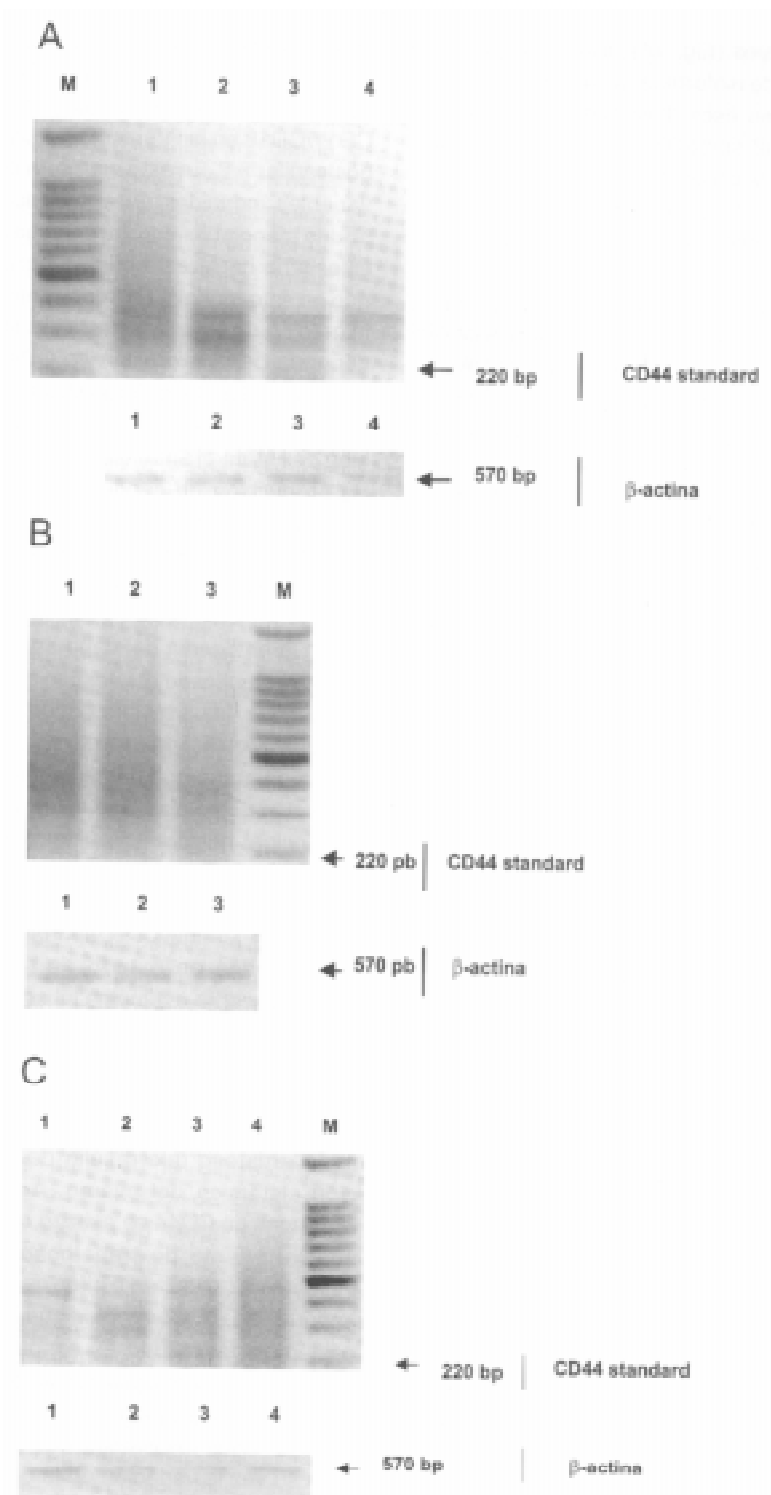 A
M 1 2 3 4
220 bp CD44 standard
1 2 3 4
570 bp β-actina
B
1 2 3 M
220 pb CD44 standard
1 2 3
570 pb β-actina
C
1 2 3 4 M
220 bp CD44 standard
1 2 3 4
570 bp β-actina